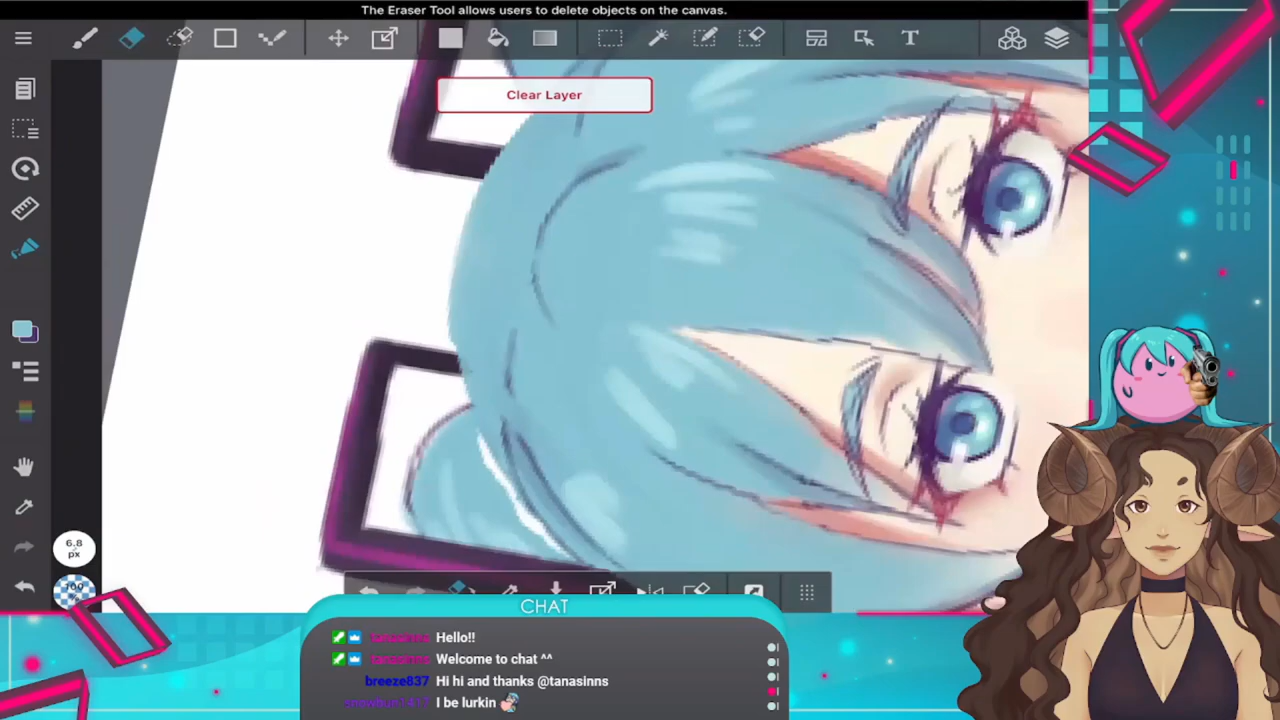 The Eraser Tool allows users to delete objects on the canvas.
Clear Layer
T
6.8
px
100
%
CHAT
Hello!!
Welcome to chat ^^
breeze837 Hi hi and thanks @tanasinns
I be lurkin